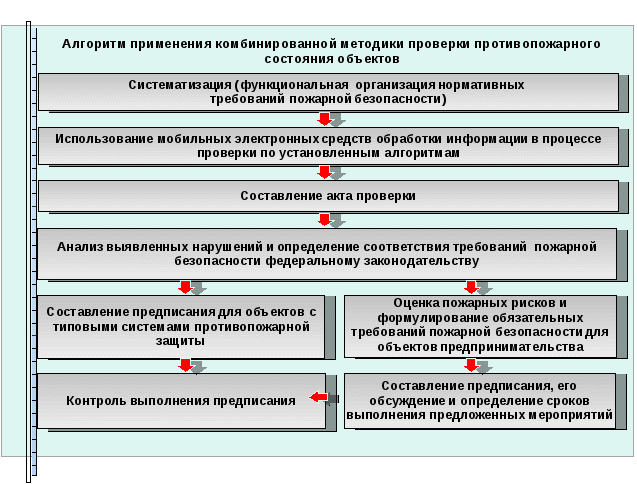 Алгоритм применения комбинированной методики проверки противопожарного
состояния объектов
Систематизация (функциональная организация нормативных
требований пожарной безопасности)
Использование мобильных электронных средств обработки информации в процессе
проверки по установленным алгоритмам
Составление акта проверки
Анализ выявленных нарушений и определение соответствия требований пожарной
безопасности федеральному законодательству
Составление предписания для объектов с
типовыми системами противопожарной
защиты
Оценка пожарных рисков и
формулирование обязательных
требований пожарной безопасности для
объектов предпринимательства
Контроль выполнения предписания
Составление предписания, его
обсуждение и определение сроков
выполнения предложенных мероприятий